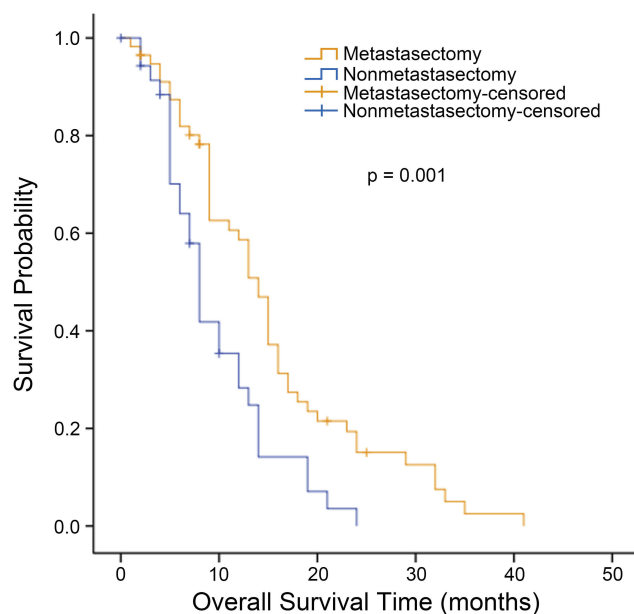 Metastasectomy
Nonmetastasectomy
Metastasectomy-censored
Nonmetastasectomy-censored
p = 0.001
Survival Probability
1.0
0.8
0.6
0.4
0.2
0.0
0 10 20 30 40 50
Overall Survival Time (months)